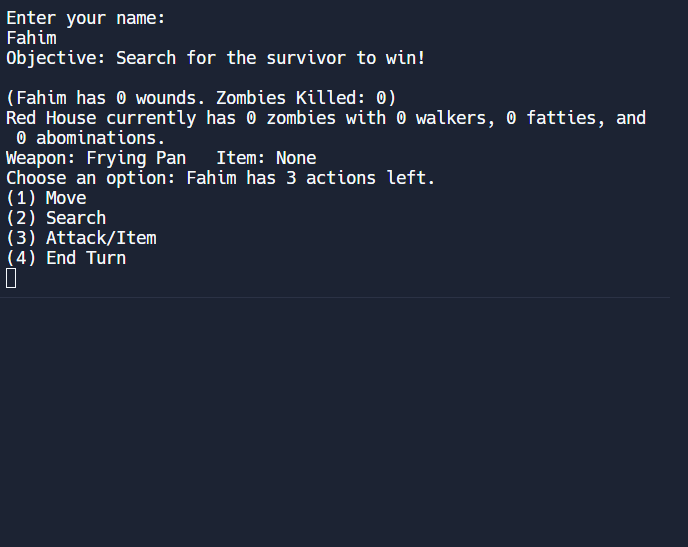 Enter your name:
Fahim
Objective: Search for the survivor to win!

(Fahim has 0 wounds. Zombies Killed: 0)
Red House currently has 0 zombies with 0 walkers, 0 fatties, and
 0 abominations.
Weapon: Frying Pan   Item: None
Choose an option: Fahim has 3 actions left.
(1) Move
(2) Search
(3) Attack/Item
(4) End Turn